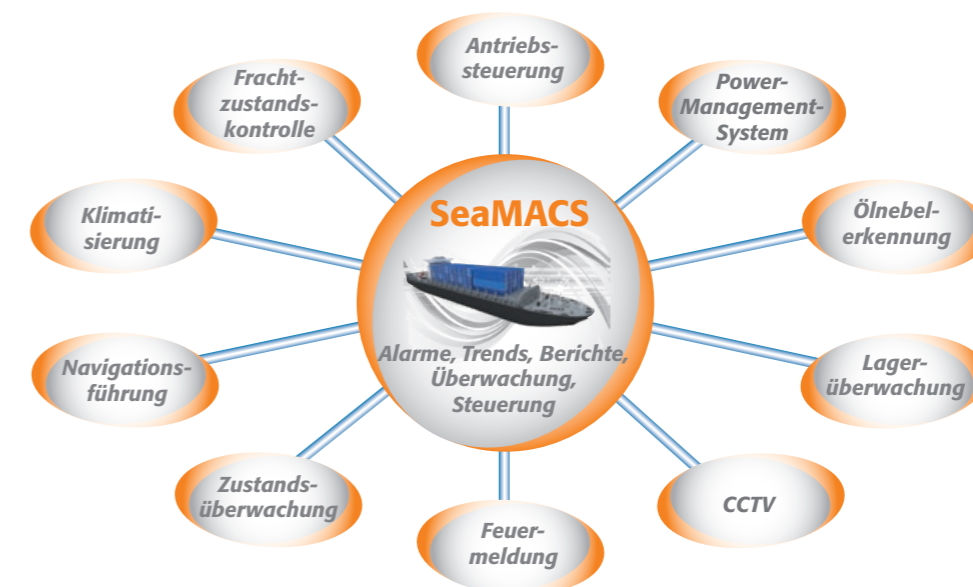 Antriebs-
steuerung
Fracht-
zustands-
kontrolle
Power-
Management-
System
Klimati-
sierung
SeaMACS
Ölnebel-
erkennung
Alarme, Trends, Berichte,
Überwachung,
Steuerung
Navigations-
führung
Lager-
überwachung
Zustands-
überwachung
Feuer-
meldung
CCTV